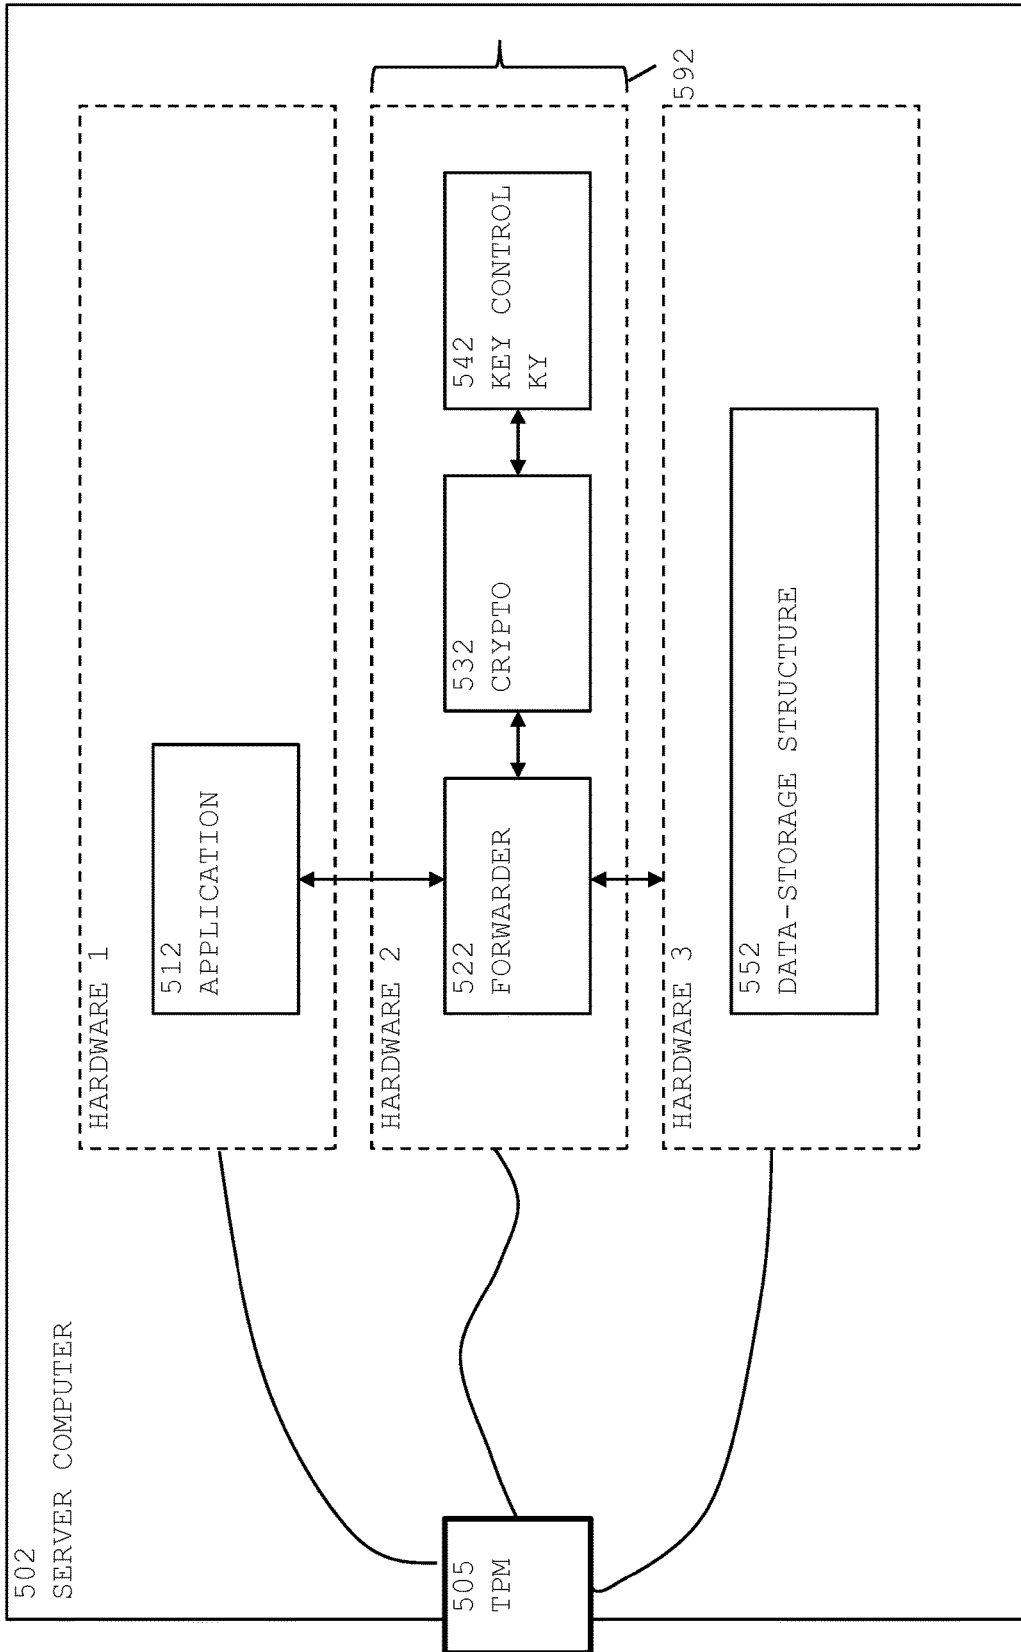 502
SERVER COMPUTER
505
TPM
HARDWARE 1
512
APPLICATION
HARDWARE 2
522
FORWARDER
532
CRYPTO
542
KEY CONTROL
KY
592
HARDWARE 3
552
DATA-STORAGE STRUCTURE